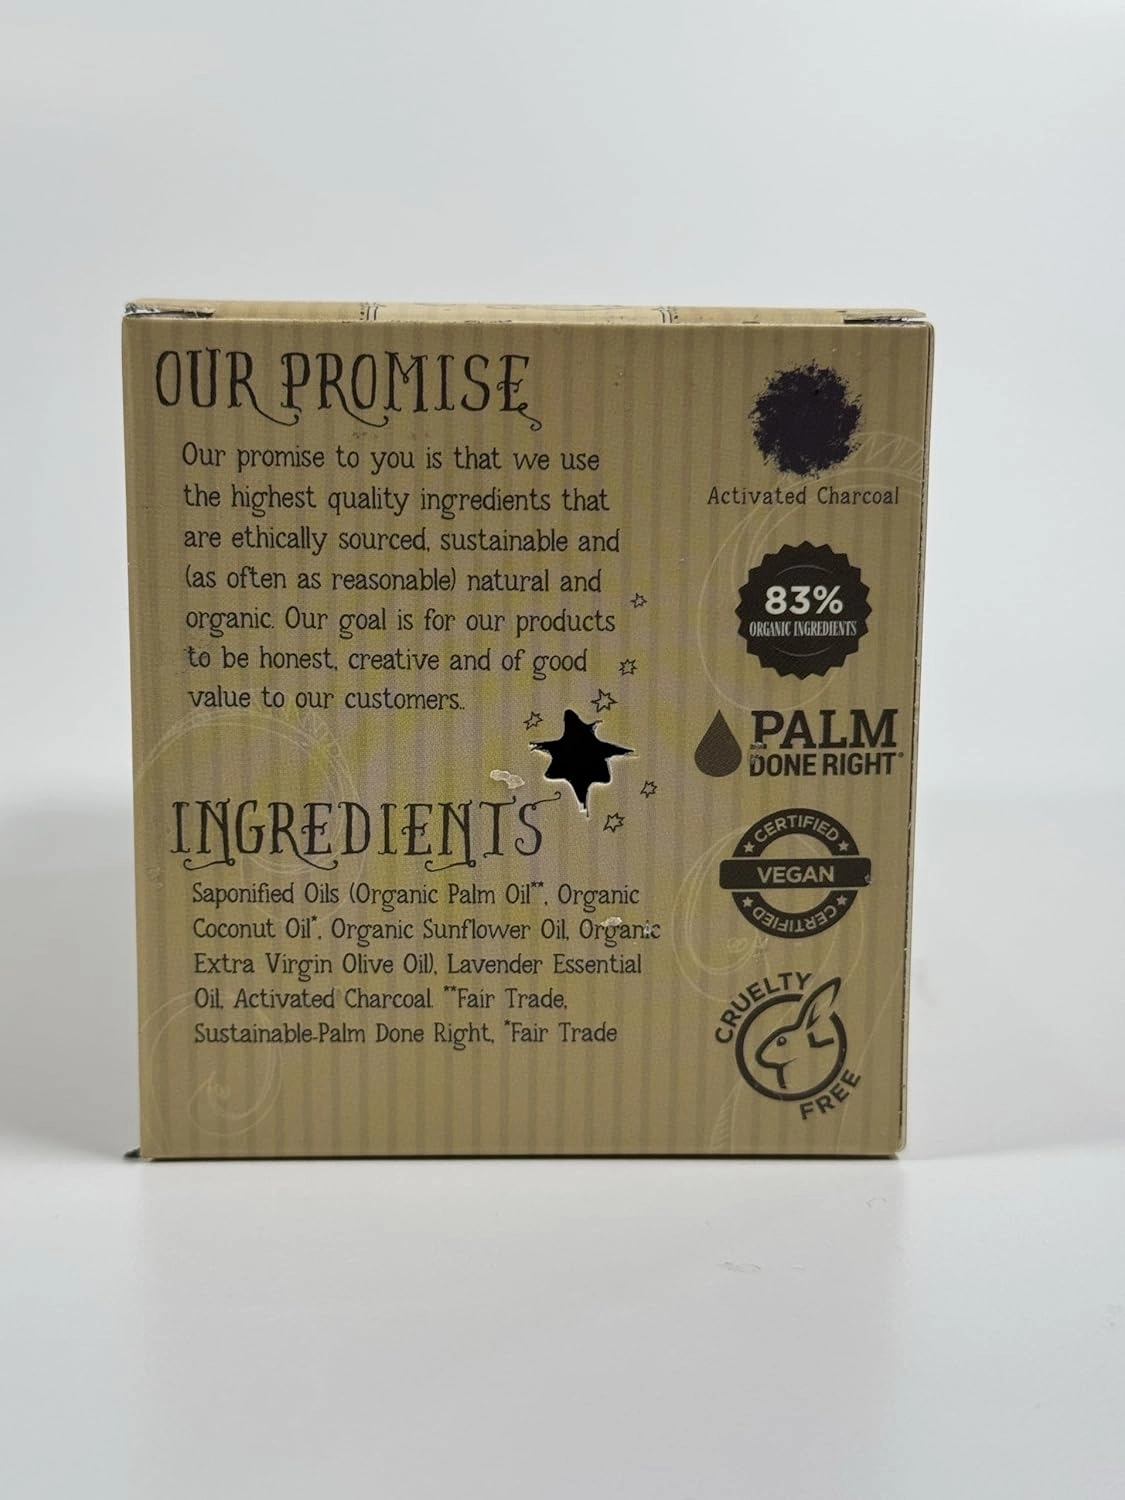 OUR PROMISE
Our promise to you is that we use
the highest quality ingredients that
are ethically sourced, sustainable and
(as often as reasonable) natural and
organic. Our goal is for our products
to be honest, creative and of good
value to our customers..
INGREDIENTS
Saponified Oils (Organic Palm Oil**, Organic
Coconut Oil*, Organic Sunflower Oil, Organic
Extra Virgin Olive Oil), Lavender Essential
Oil, Activated Charcoal. **Fair Trade,
Sustainable-Palm Done Right, *Fair Trade
Activated Charcoal
83%
ORGANIC INGREDIENTS
PALM
DONE RIGHT
CERTIFIED
VEGAN
CERTIFIED
CRUELTY
FREE